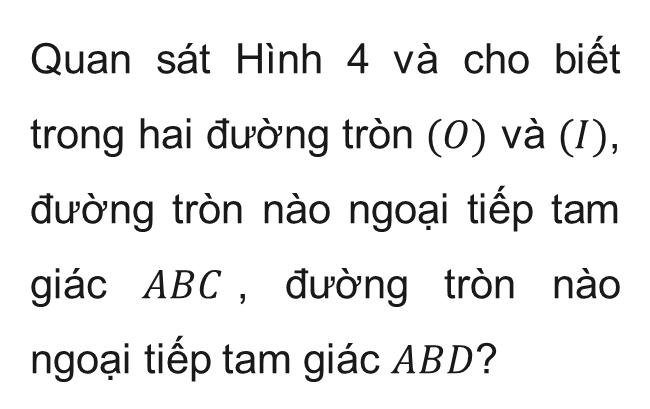 Quan sát Hình 4 và cho biết
trong hai đường tròn (O) và (I),
đường tròn nào ngoại tiếp tam
giác ABC , đường tròn nào
ngoại tiếp tam giác ABD?